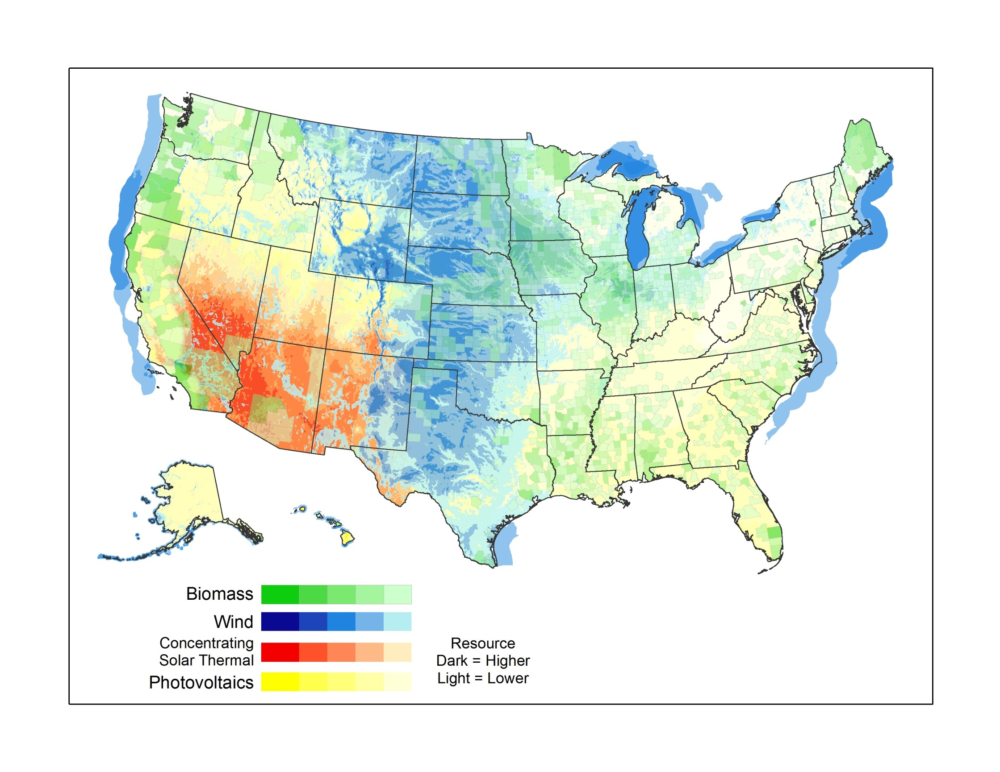 Biomass
Wind
Concentrating
Solar Thermal
Photovoltaics
Resource
Dark = Higher
Light = Lower